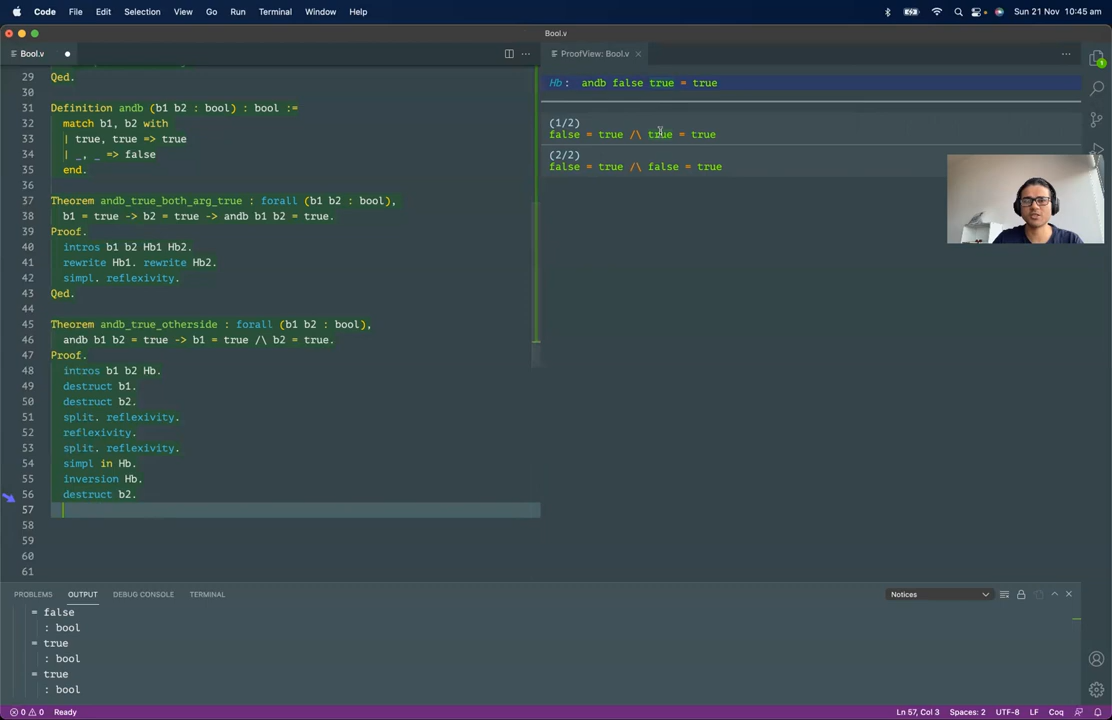 Code File Edit Selection View Go Run Terminal Window Help Sun 21 Nov 10:45 am
Bool.v
Bool.v
ProofView: Bool.v
29 Qed.
30
31 Definition andb (b1 b2 : bool) : bool :=
32 match b1, b2 with
33 | true, true => true
34 | _, _ => false
35 end.
36
37 Theorem andb_true_both_arg_true : forall (b1 b2 : bool),
38 b1 = true -> b2 = true -> andb b1 b2 = true.
39 Proof.
40 intros b1 b2 Hb1 Hb2.
41 rewrite Hb1. rewrite Hb2.
42 simpl. reflexivity.
43 Qed.
44
45 Theorem andb_true_otherside : forall (b1 b2 : bool),
46 andb b1 b2 = true -> b1 = true /\ b2 = true.
47 Proof.
48 intros b1 b2 Hb.
49 destruct b1.
50 destruct b2.
51 split. reflexivity.
52 reflexivity.
53 split. reflexivity.
54 simpl in Hb.
55 inversion Hb.
56 destruct b2.
57
58
59
60
61
Hb: andb false true = true
(1/2)
false = true /\ true = true
(2/2)
false = true /\ false = true
1
PROBLEMS OUTPUT DEBUG CONSOLE TERMINAL Notices
= false
: bool
= true
: bool
= true
: bool
0 0 Ready Ln 57, Col 3 Spaces: 2 UTF-8 LF Coq